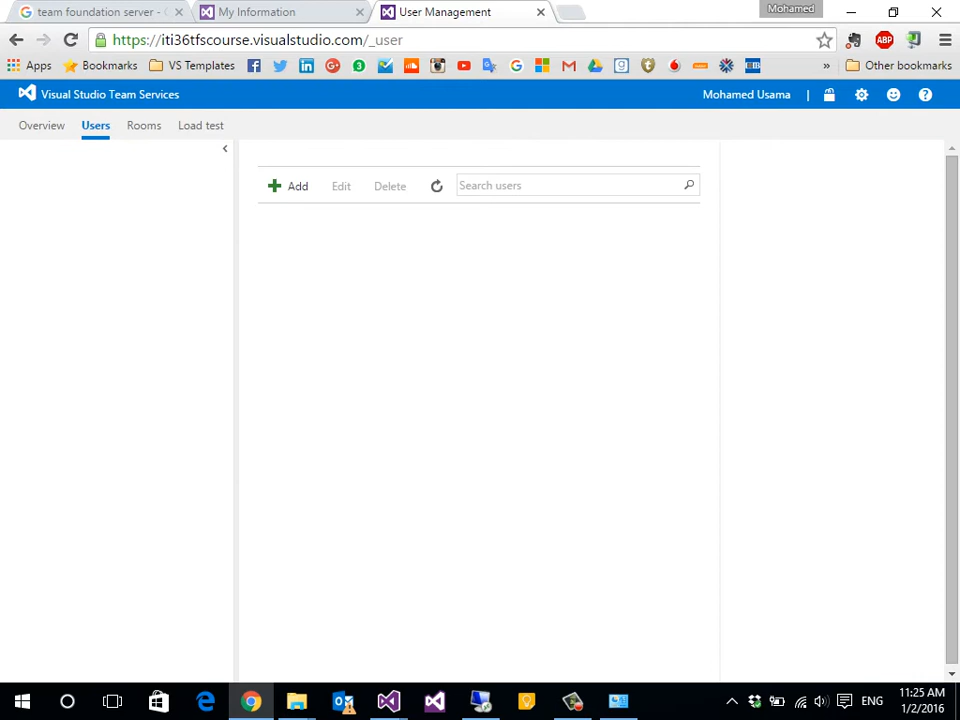 Mohamed
team foundation server - G
My Information
User Management
https://iti36tfscourse.visualstudio.com/_user
Apps
Bookmarks
VS Templates
Other bookmarks
Visual Studio Team Services
Mohamed Usama
Overview
Users
Rooms
Load test
Add
Edit
Delete
Search users
ENG
11:25 AM
1/2/2016